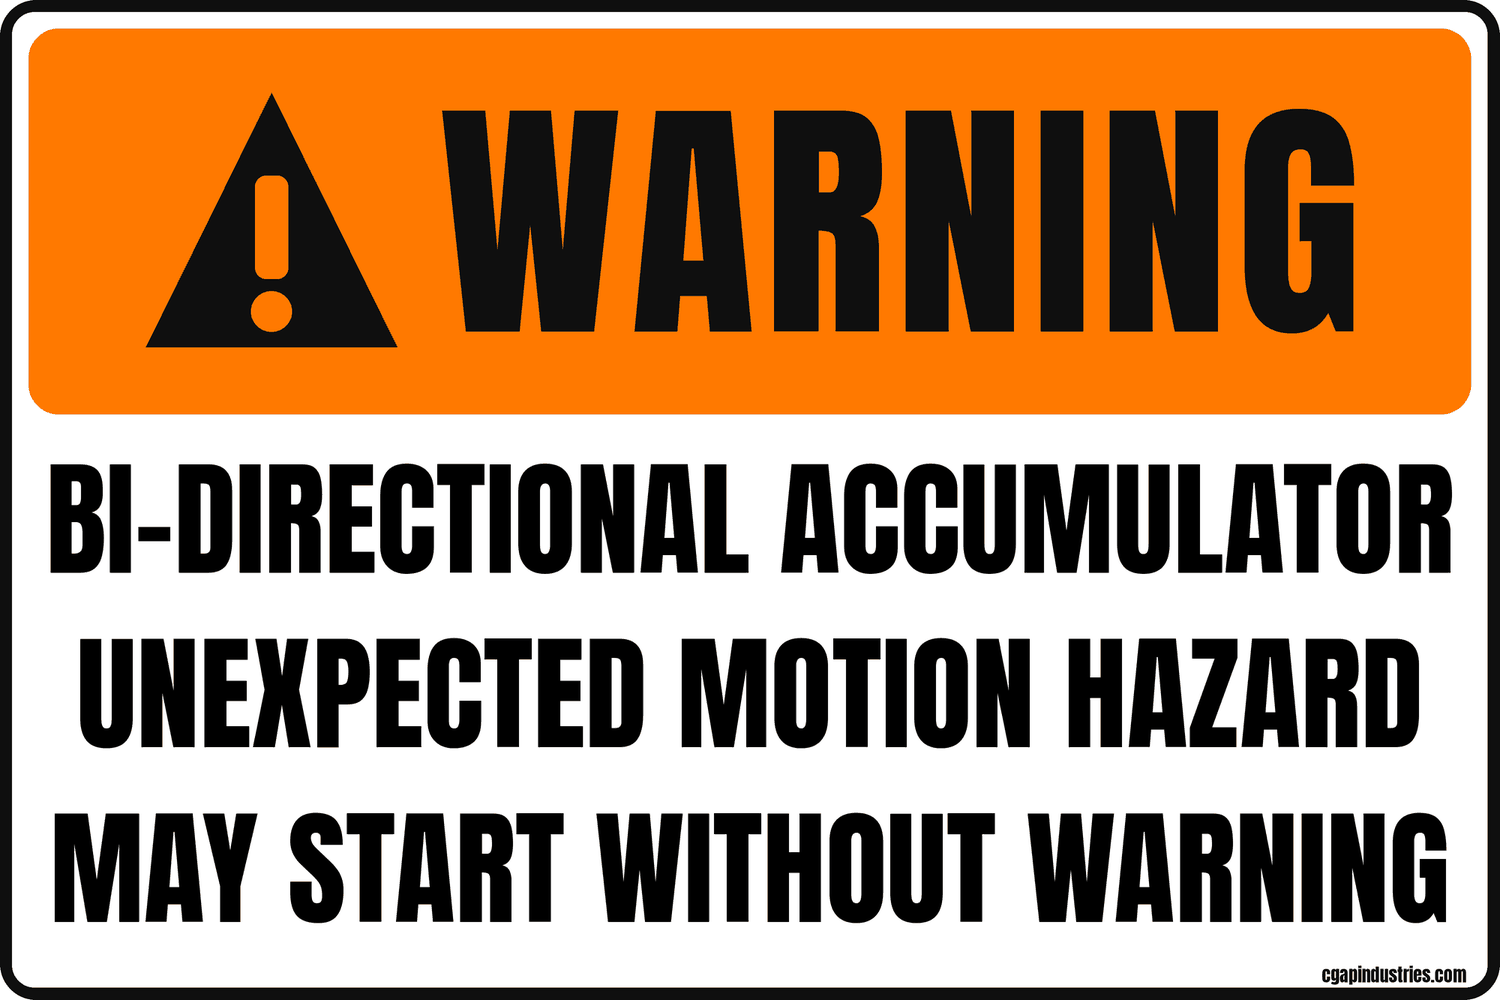 WARNING
BI-DIRECTIONAL ACCUMULATOR
UNEXPECTED MOTION HAZARD
MAY START WITHOUT WARNING
cgapindustries.com